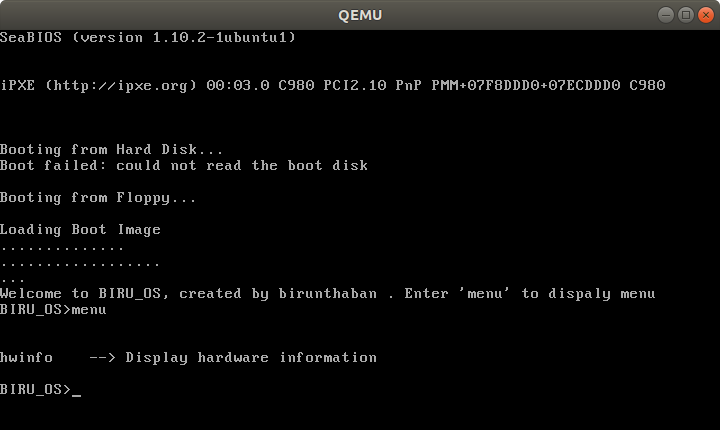 QEMU
SeaBIOS (version 1.10.2-1ubuntu1)
iPXE (http://ipxe.org) 00:03.0 C980 PCI2.10 PnP PMM+07F8DDD0+07ECDDD0 C980
Booting from Hard Disk...
Boot failed: could not read the boot disk
Booting from Floppy...
Loading Boot Image
..............
..................
...
Welcome to BIRU_OS, created by birunthaban . Enter 'menu' to dispaly menu
BIRU_OS>menu
hwinfo    --> Display hardware information
BIRU_OS>_